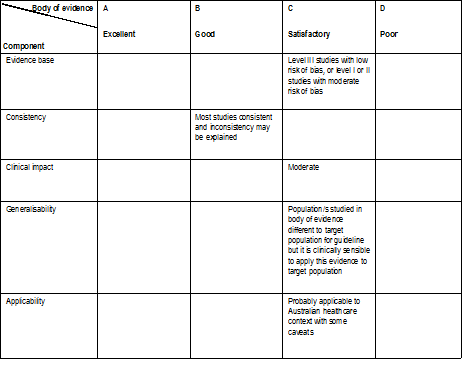 Body of evidence
Component
A
Excellent
B
Good
C
Satisfactory
D
Poor
Evidence base
Level III studies with low
risk of bias, or level I or II
studies with moderate
risk of bias
Consistency
Most studies consistent
and inconsistency may
be explained
Clinical impact
Moderate
Generalisability
Population/s studied in
body of evidence
different to target
population for guideline
but it is clinically sensible
to apply this evidence to
target population
Applicability
Probably applicable to
Australian healthcare
context with some
caveats